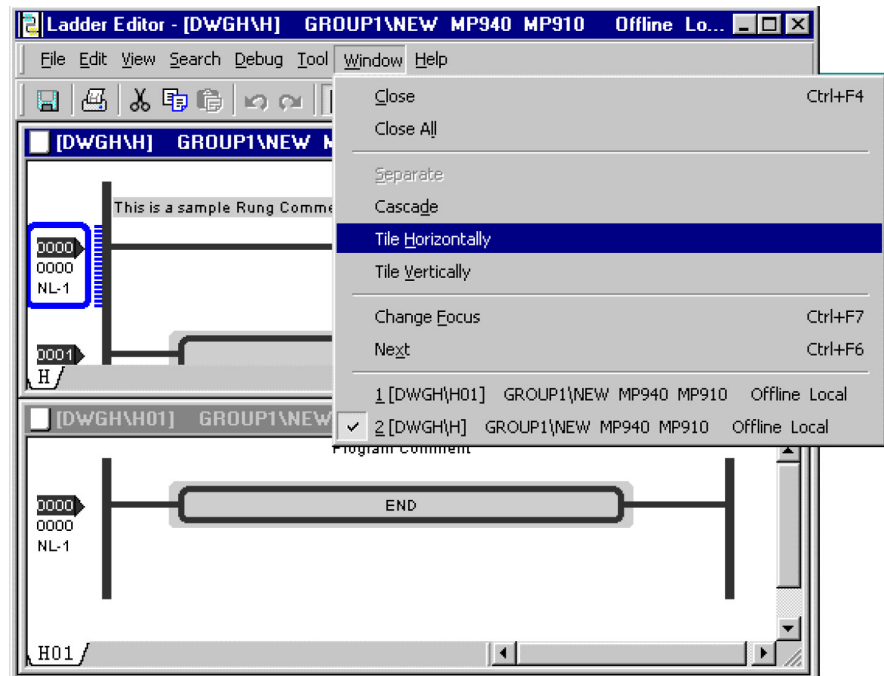 Ladder Editor - [DWGH\H] GROUP1\NEW MP940 MP910 Offline Lo...
File Edit View Search Debug Tool Window Help
Close Ctrl+F4
Close All
Separate
Cascade
Tile Horizontally
Tile Vertically
Change Focus Ctrl+F7
Next Ctrl+F6
1 [DWGH\H01] GROUP1\NEW MP940 MP910 Offline Local
✓ 2 [DWGH\H] GROUP1\NEW MP940 MP910 Offline Local
[DWGH\H] GROUP1\NEW
This is a sample Rung
0000
0000
NL-1
0001
H
[DWGH\H01] GROUP1\NEW
Program Comment
0000
0000
NL-1
END
H01